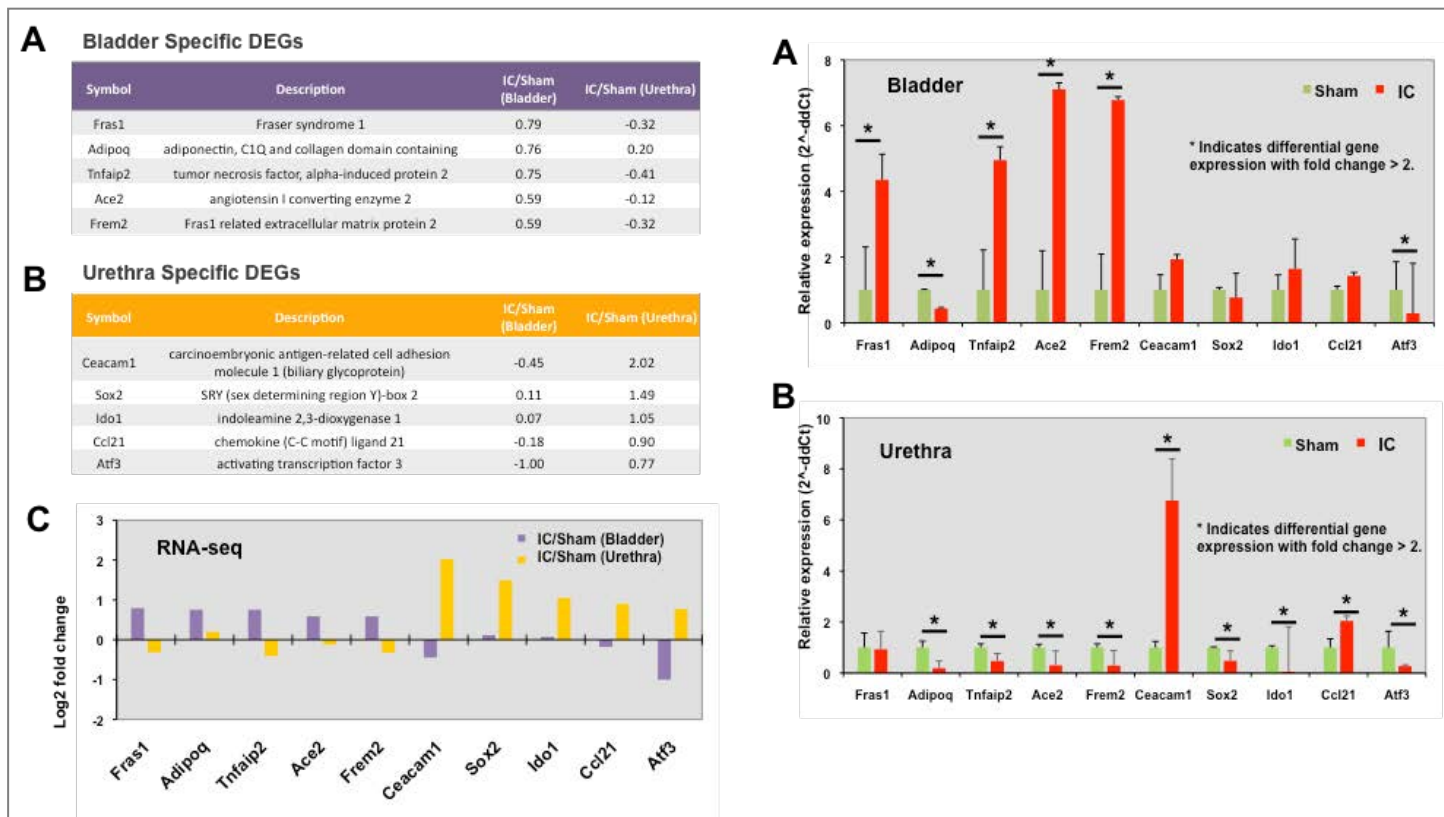 A
Bladder Specific DEGs
Symbol Description IC/Sham (Bladder) IC/Sham (Urethra)
Fras1 Fraser syndrome 1 0.79 -0.32
Adipoq adiponectin, C1Q and collagen domain containing 0.76 0.20
Tnfaip2 tumor necrosis factor, alpha-induced protein 2 0.75 -0.41
Ace2 angiotensin I converting enzyme 2 0.59 -0.12
Frem2 Fras1 related extracellular matrix protein 2 0.59 -0.32
B
Urethra Specific DEGs
Symbol Description IC/Sham (Bladder) IC/Sham (Urethra)
Ceacam1 carcinoembryonic antigen-related cell adhesion molecule 1 (biliary glycoprotein) -0.45 2.02
Sox2 SRY (sex determining region Y)-box 2 0.11 1.49
Ido1 indoleamine 2,3-dioxygenase 1 0.07 1.05
Ccl21 chemokine (C-C motif) ligand 21 -0.18 0.90
Atf3 activating transcription factor 3 -1.00 0.77
C
RNA-seq
IC/Sham (Bladder)
IC/Sham (Urethra)
Log2 fold change
3
2
1
0
-1
-2
Fras1 Adipoq Tnfaip2 Ace2 Frem2 Ceacam1 Sox2 Ido1 Ccl21 Atf3
A
Bladder
Sham IC
* Indicates differential gene
expression with fold change > 2.
Relative expression (2^-ddCt)
8
6
4
2
0
* * * * * *
Fras1 Adipoq Tnfaip2 Ace2 Frem2 Ceacam1 Sox2 Ido1 Ccl21 Atf3
B
Urethra
Sham IC
* Indicates differential gene
expression with fold change > 2.
Relative expression (2^-ddCt)
10
8
6
4
2
0
* * * * * * * * *
Fras1 Adipoq Tnfaip2 Ace2 Frem2 Ceacam1 Sox2 Ido1 Ccl21 Atf3